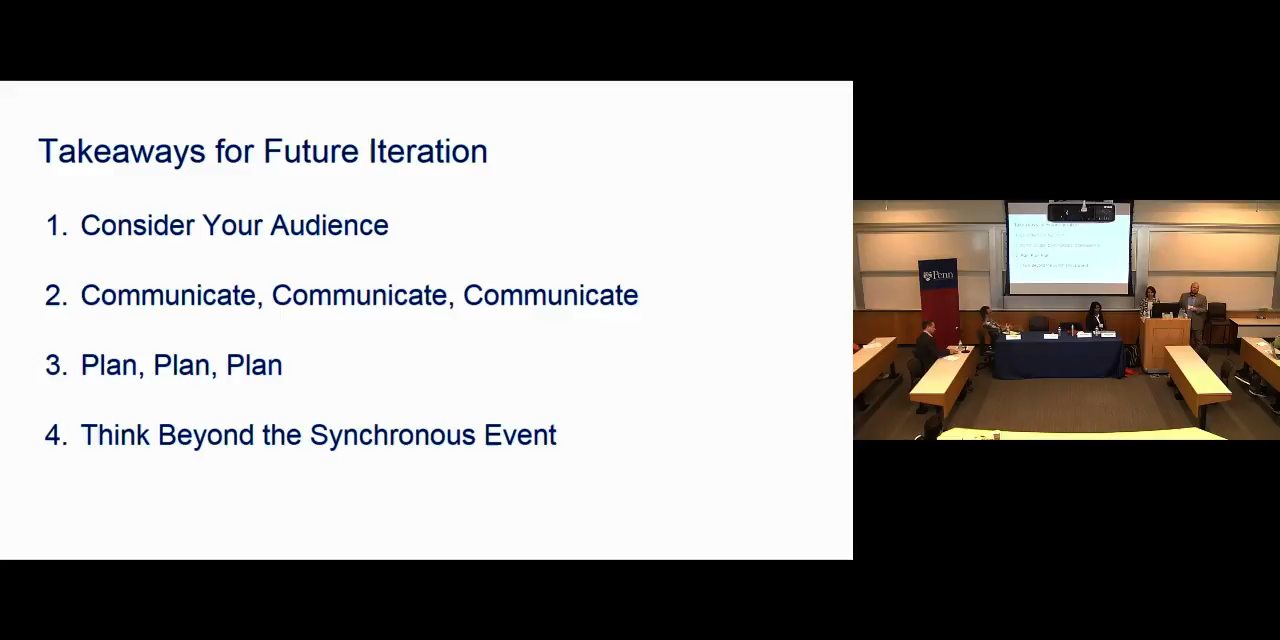 Takeaways for Future Iteration
1. Consider Your Audience
2. Communicate, Communicate, Communicate
3. Plan, Plan, Plan
4. Think Beyond the Synchronous Event
Penn